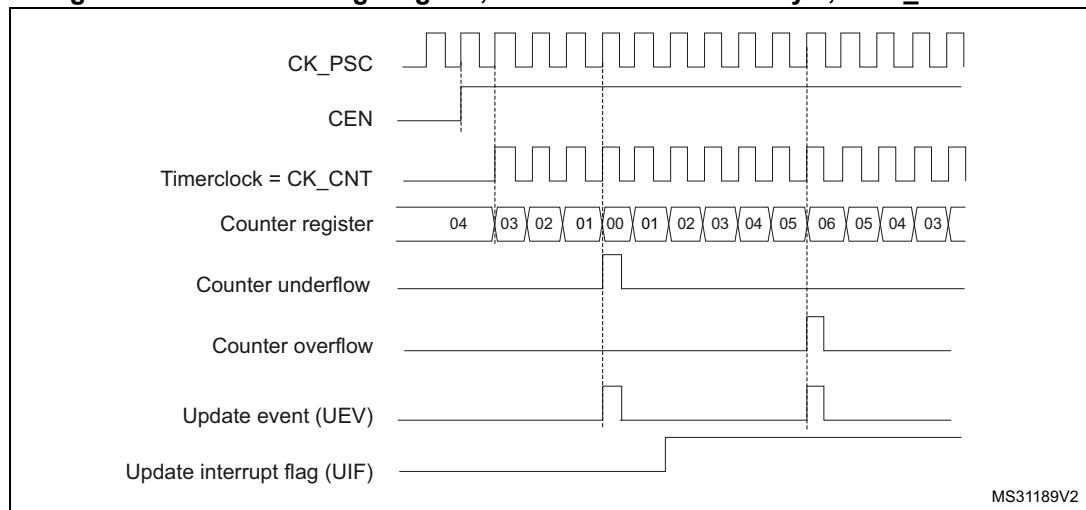 CK_PSC
CEN
Timerclock = CK_CNT
Counter register 04 03 02 01 00 01 02 03 04 05 06 05 04 03
Counter underflow
Counter overflow
Update event (UEV)
Update interrupt flag (UIF)
MS31189V2